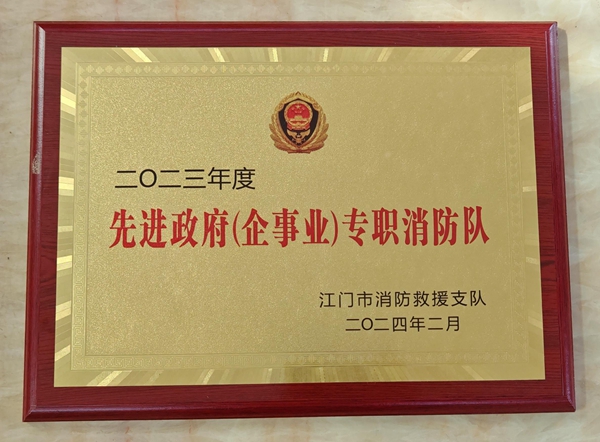 二〇二三年度
先进政府(企事业)专职消防队
江门市消防救援支队
二〇二四年二月